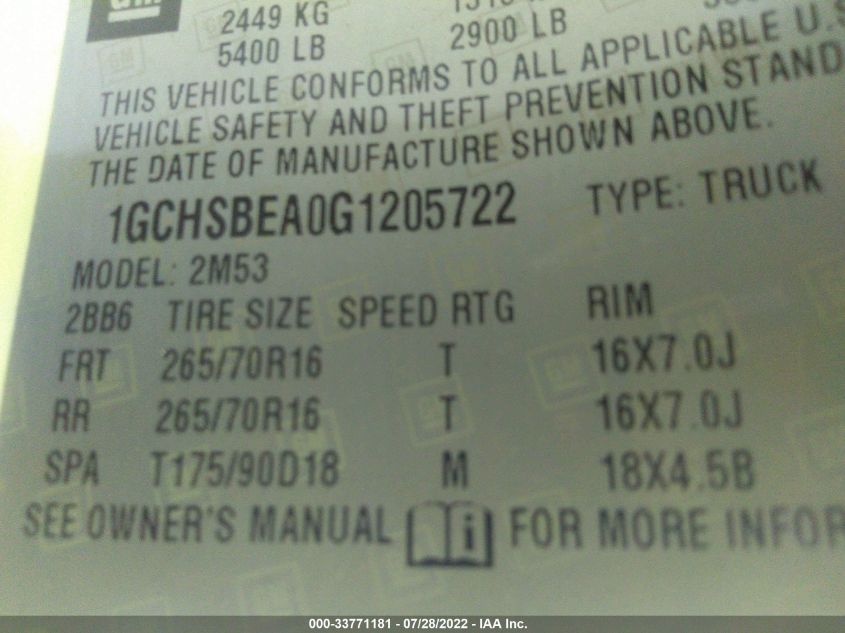 GM
2449 KG
5400 LB 2900 LB
THIS VEHICLE CONFORMS TO ALL APPLICABLE U.S
VEHICLE SAFETY AND THEFT PREVENTION STAND
THE DATE OF MANUFACTURE SHOWN ABOVE.
1GCHSBEA0G1205722 TYPE: TRUCK
MODEL: 2M53
2BB6 TIRE SIZE SPEED RTG RIM
FRT 265/70R16 T 16X7.0J
RR 265/70R16 T 16X7.0J
SPA T175/90D18 M 18X4.5B
SEE OWNER'S MANUAL i FOR MORE INFOR
000-33771181 - 07/28/2022 - IAA Inc.